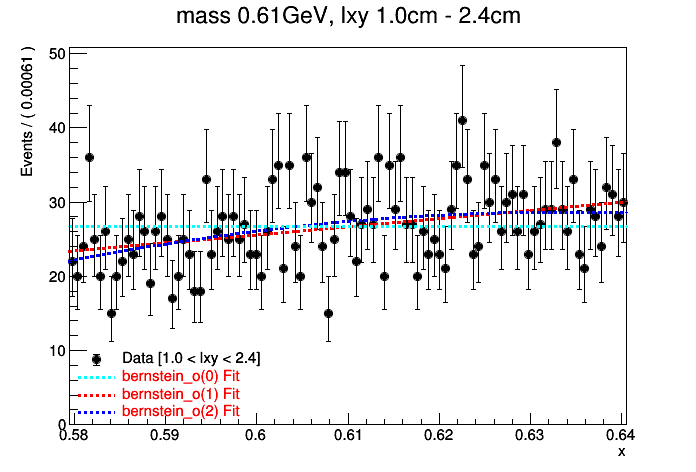 mass 0.61GeV, lxy 1.0cm - 2.4cm
Events / ( 0.00061 )
50
40
30
20
10
0
Data [1.0 < lxy < 2.4]
bernstein_o(0) Fit
bernstein_o(1) Fit
bernstein_o(2) Fit
0.58 0.59 0.6 0.61 0.62 0.63 0.64
x